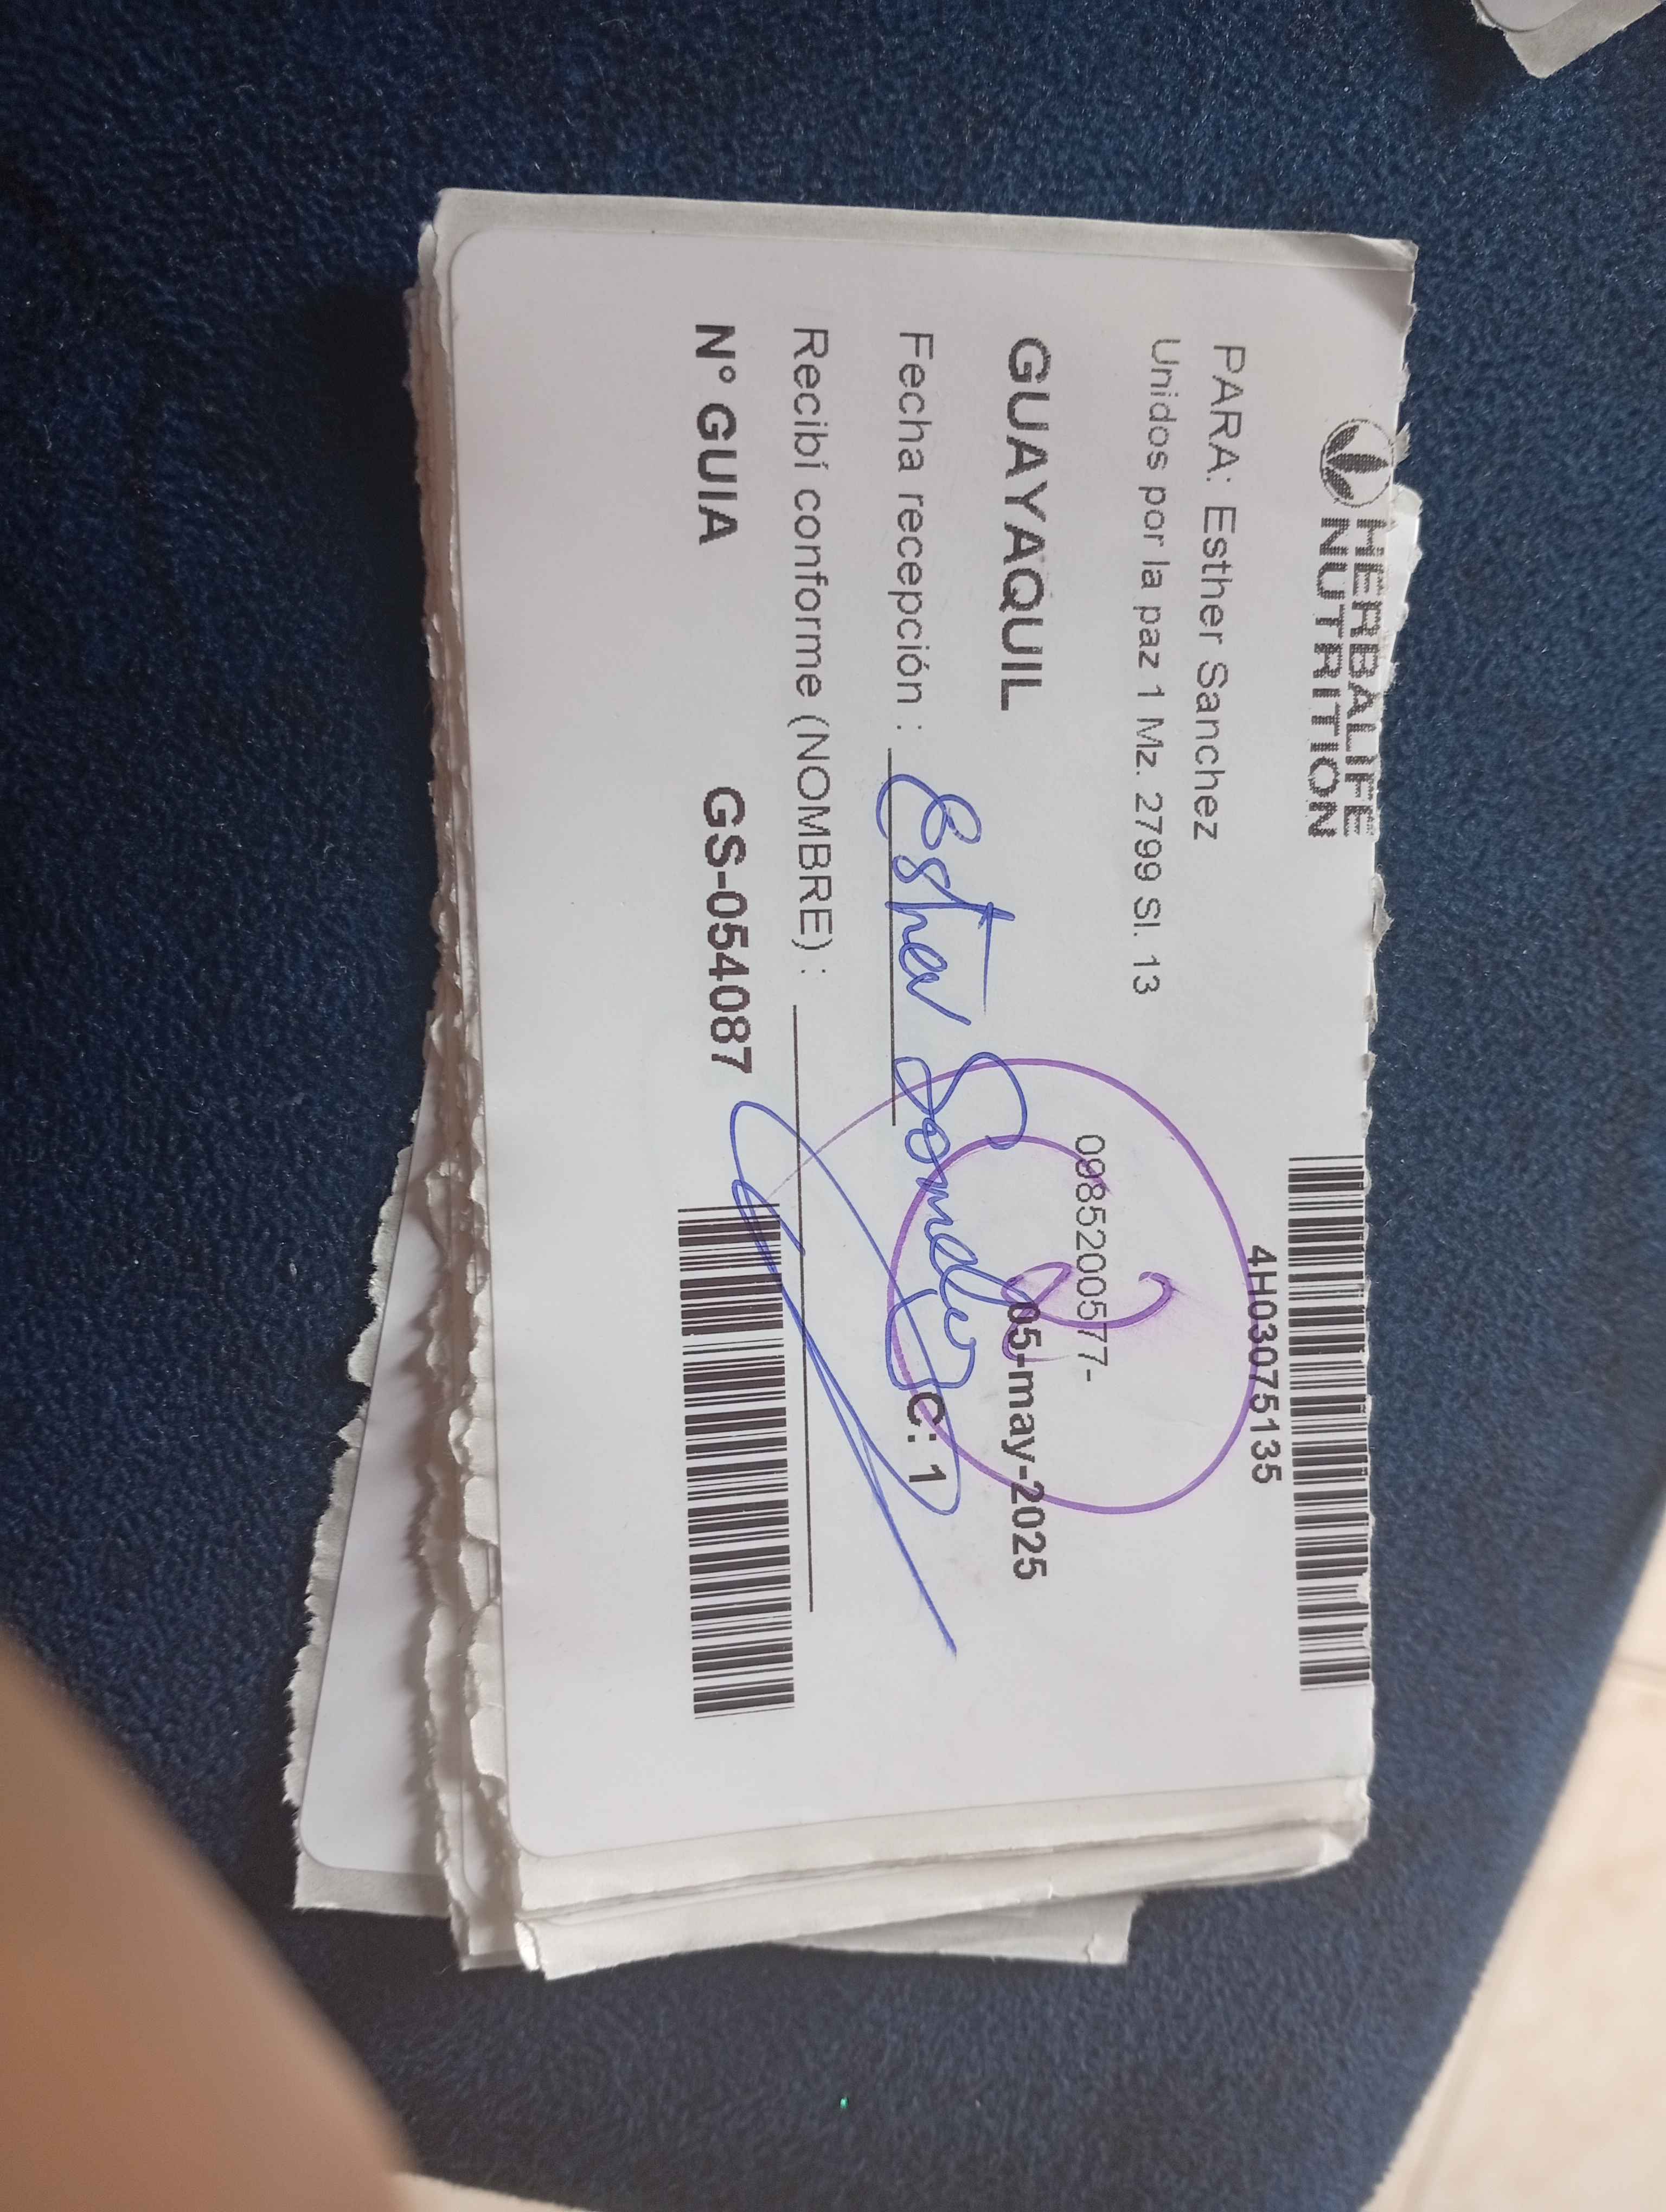 HERBALIFE
NUTRITION
4H03075135
PARA: Esther Sanchez
Unidos por la paz 1 Mz. 2799 Sl. 13
0985200577-
GUAYAQUIL 05-may-2025
Fecha recepción : Esther C: 1
Recibí conforme (NOMBRE) :
N° GUIA GS-054087